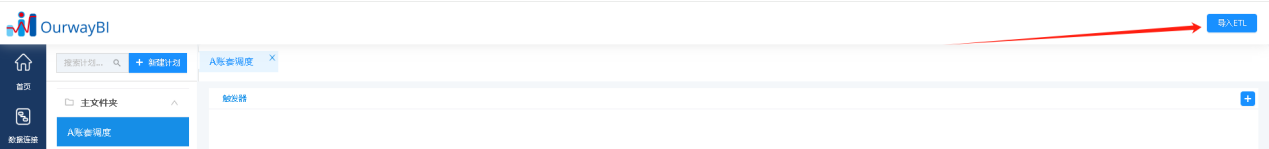 OurwayBI
导入ETL
首页
数据连接
搜索计划...
+ 新建计划
主文件夹
A账套调度
A账套调度
触发器